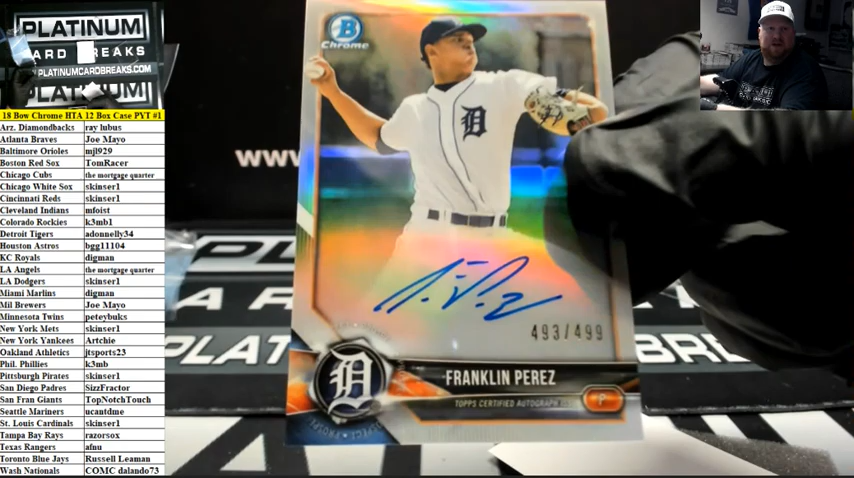 PLATINUM
CARD BREAKS
PLATINUMCARDBREAKS.COM
PLATINUM
18 Bow Chrome HTA 12 Box Case PYT #1
Arz. Diamondbacks ray lubus
Atlanta Braves Joe Mayo
Baltimore Orioles mjl929
Boston Red Sox TomRacer
Chicago Cubs the mortgage quarter
Chicago White Sox skinser1
Cincinnati Reds skinser1
Cleveland Indians mfoist
Colorado Rockies k3mb1
Detroit Tigers adonnelly34
Houston Astros bgg11104
KC Royals digman
LA Angels the mortgage quarter
LA Dodgers skinser1
Miami Marlins digman
Mil Brewers Joe Mayo
Minnesota Twins peteybuks
New York Mets skinser1
New York Yankees Artchie
Oakland Athletics jtsports23
Phil. Phillies k3mb
Pittsburgh Pirates skinser1
San Diego Padres SizzFractor
San Fran Giants TopNotchTouch
Seattle Mariners ucantdme
St. Louis Cardinals skinser1
Tampa Bay Rays razorsox
Texas Rangers afnu
Toronto Blue Jays Russell Leaman
Wash Nationals COMC dalando73
B
Chrome
D
www
493/499
D
FRANKLIN PEREZ
TOPPS CERTIFIED AUTOGRAPH
P